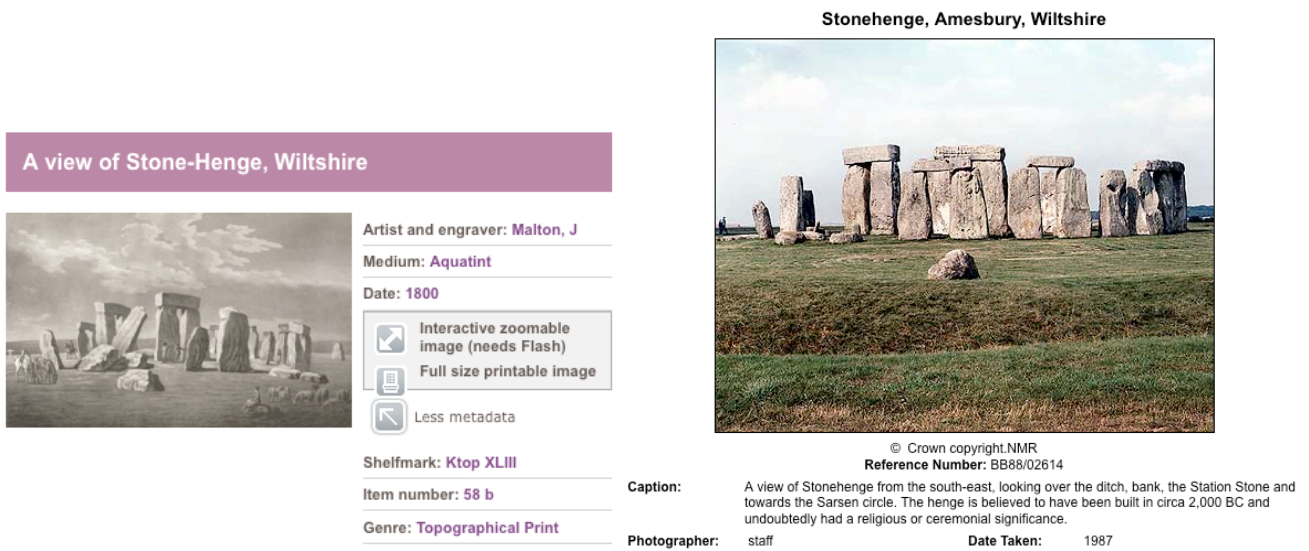 A view of Stone-Henge, Wiltshire
Artist and engraver: Malton, J
Medium: Aquatint
Date: 1800
Interactive zoomable
image (needs Flash)
Full size printable image
Less metadata
Shelfmark: Ktop XLIII
Item number: 58 b
Genre: Topographical Print
Stonehenge, Amesbury, Wiltshire
© Crown copyright.NMR
Reference Number: BB88/02614
Caption: A view of Stonehenge from the south-east, looking over the ditch, bank, the Station Stone and
towards the Sarsen circle. The henge is believed to have been built in circa 2,000 BC and
undoubtedly had a religious or ceremonial significance.
Photographer: staff Date Taken: 1987